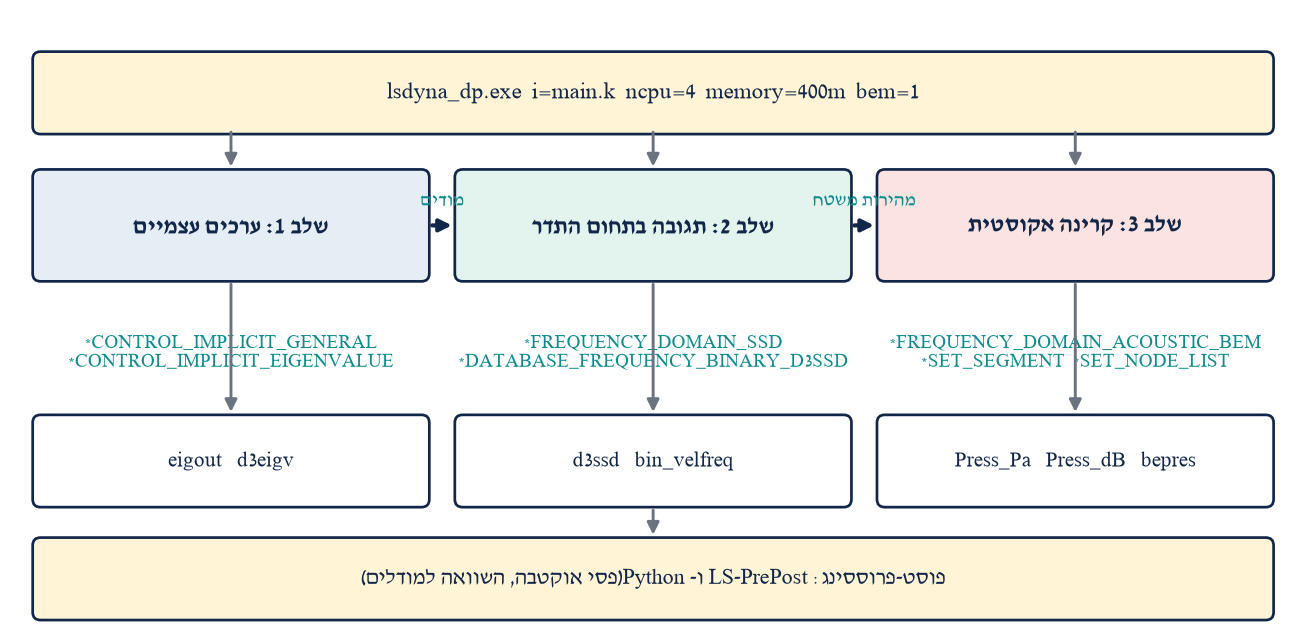 lsdyna_dp.exe i=main.k ncpu=4 memory=400m bem=1
שלב 1: ערכים עצמיים
מודים
שלב 2: תגובה בתחום התדר
מהירות משטח
שלב 3: קרינה אקוסטית
*CONTROL_IMPLICIT_GENERAL
*CONTROL_IMPLICIT_EIGENVALUE
*FREQUENCY_DOMAIN_SSD
*DATABASE_FREQUENCY_BINARY_D3SSD
*FREQUENCY_DOMAIN_ACOUSTIC_BEM
*SET_SEGMENT *SET_NODE_LIST
eigout d3eigv
d3ssd bin_velfreq
Press_Pa Press_dB bepres
פוסט-פרוססינג: LS-PrePost ו- Python(פסי אוקטבה, השוואה למודלים)